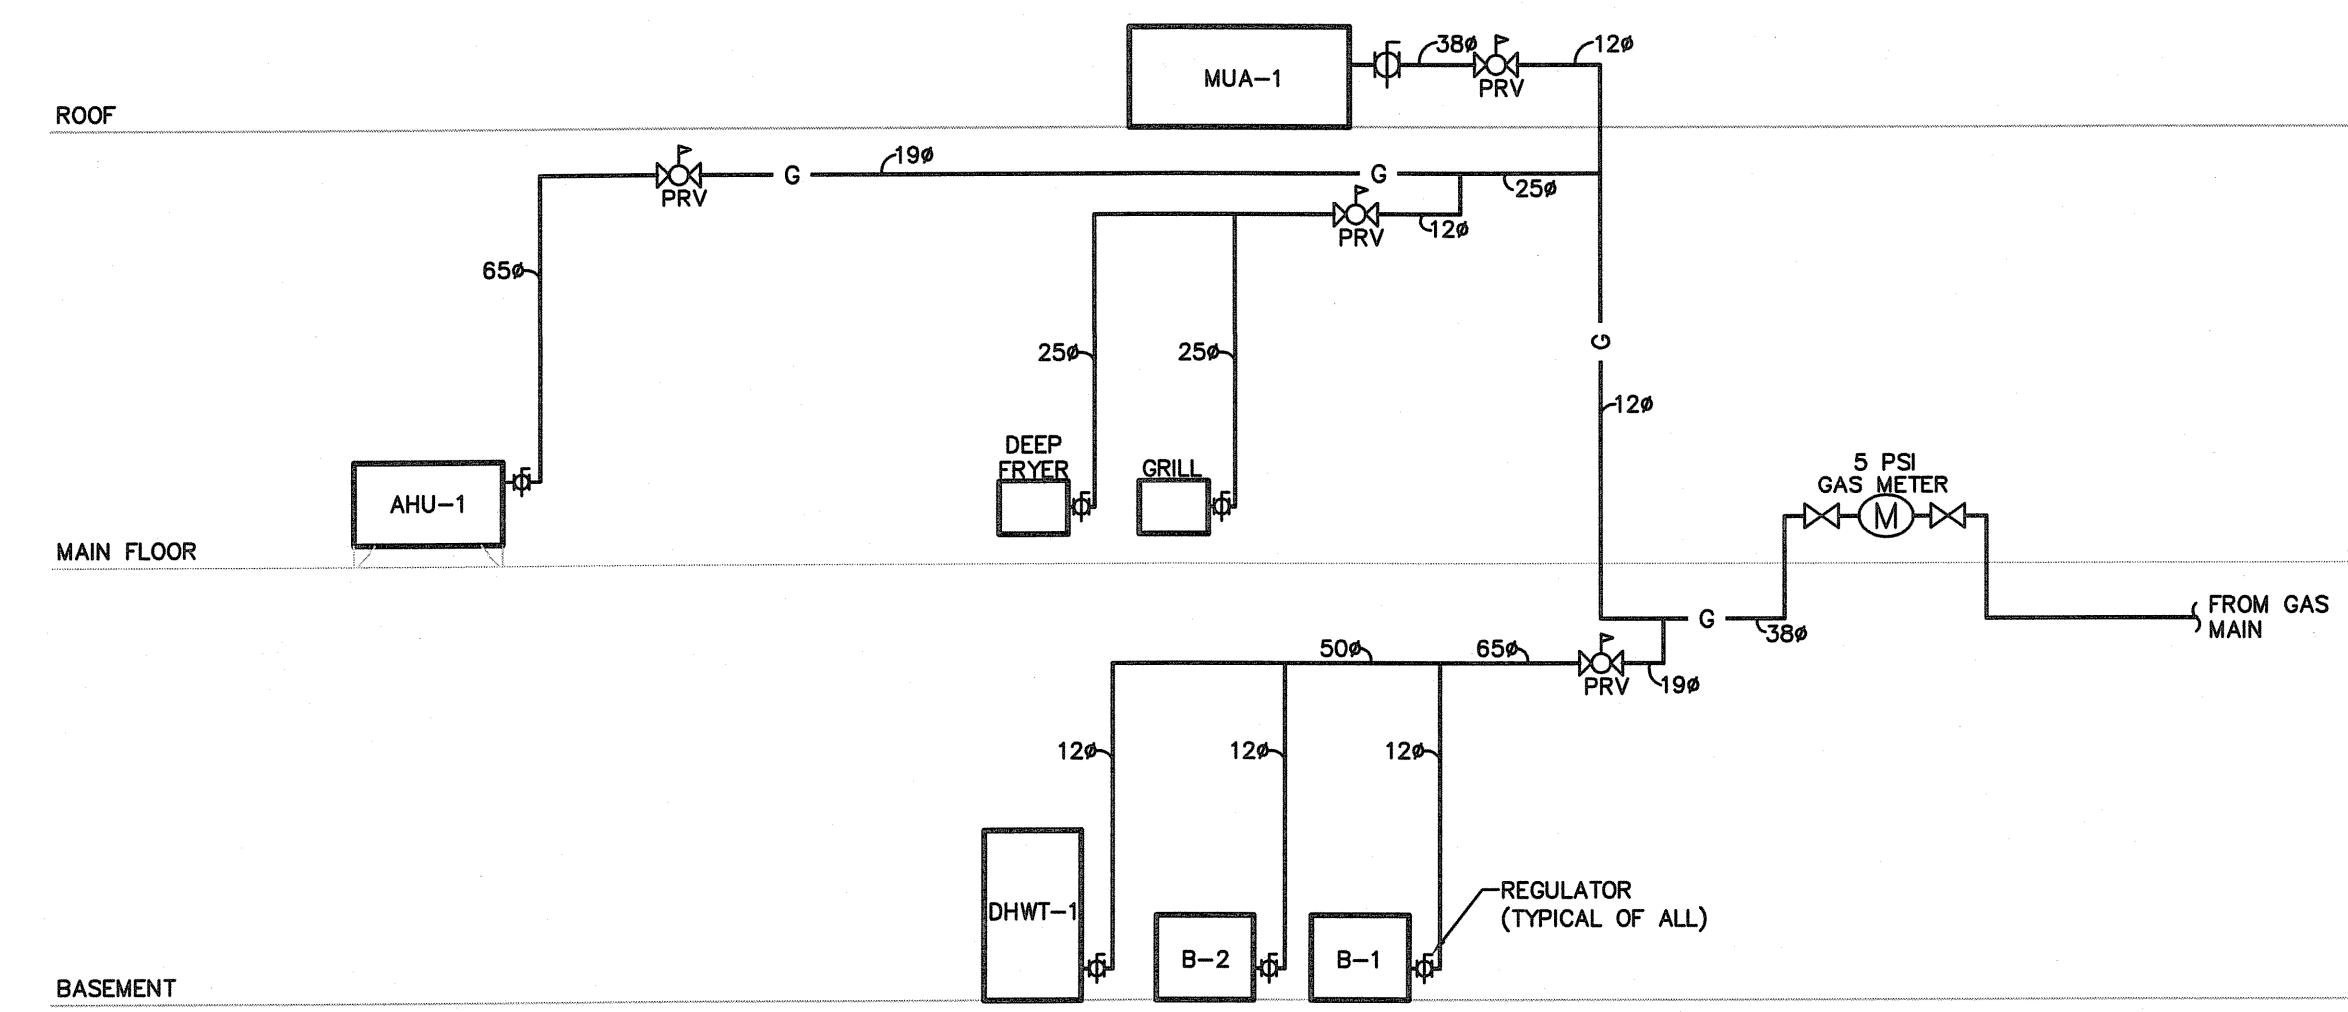 38ø
12ø
MUA-1
PRV
ROOF
19ø
G
G
PRV
25ø
12ø
PRV
65ø
G
25ø
25ø
12ø
DEEP
FRYER
GRILL
5 PSI
GAS METER
AHU-1
M
MAIN FLOOR
G
FROM GAS
MAIN
38ø
50ø
65ø
PRV
19ø
12ø
12ø
12ø
REGULATOR
(TYPICAL OF ALL)
DHWT-1
B-2
B-1
BASEMENT